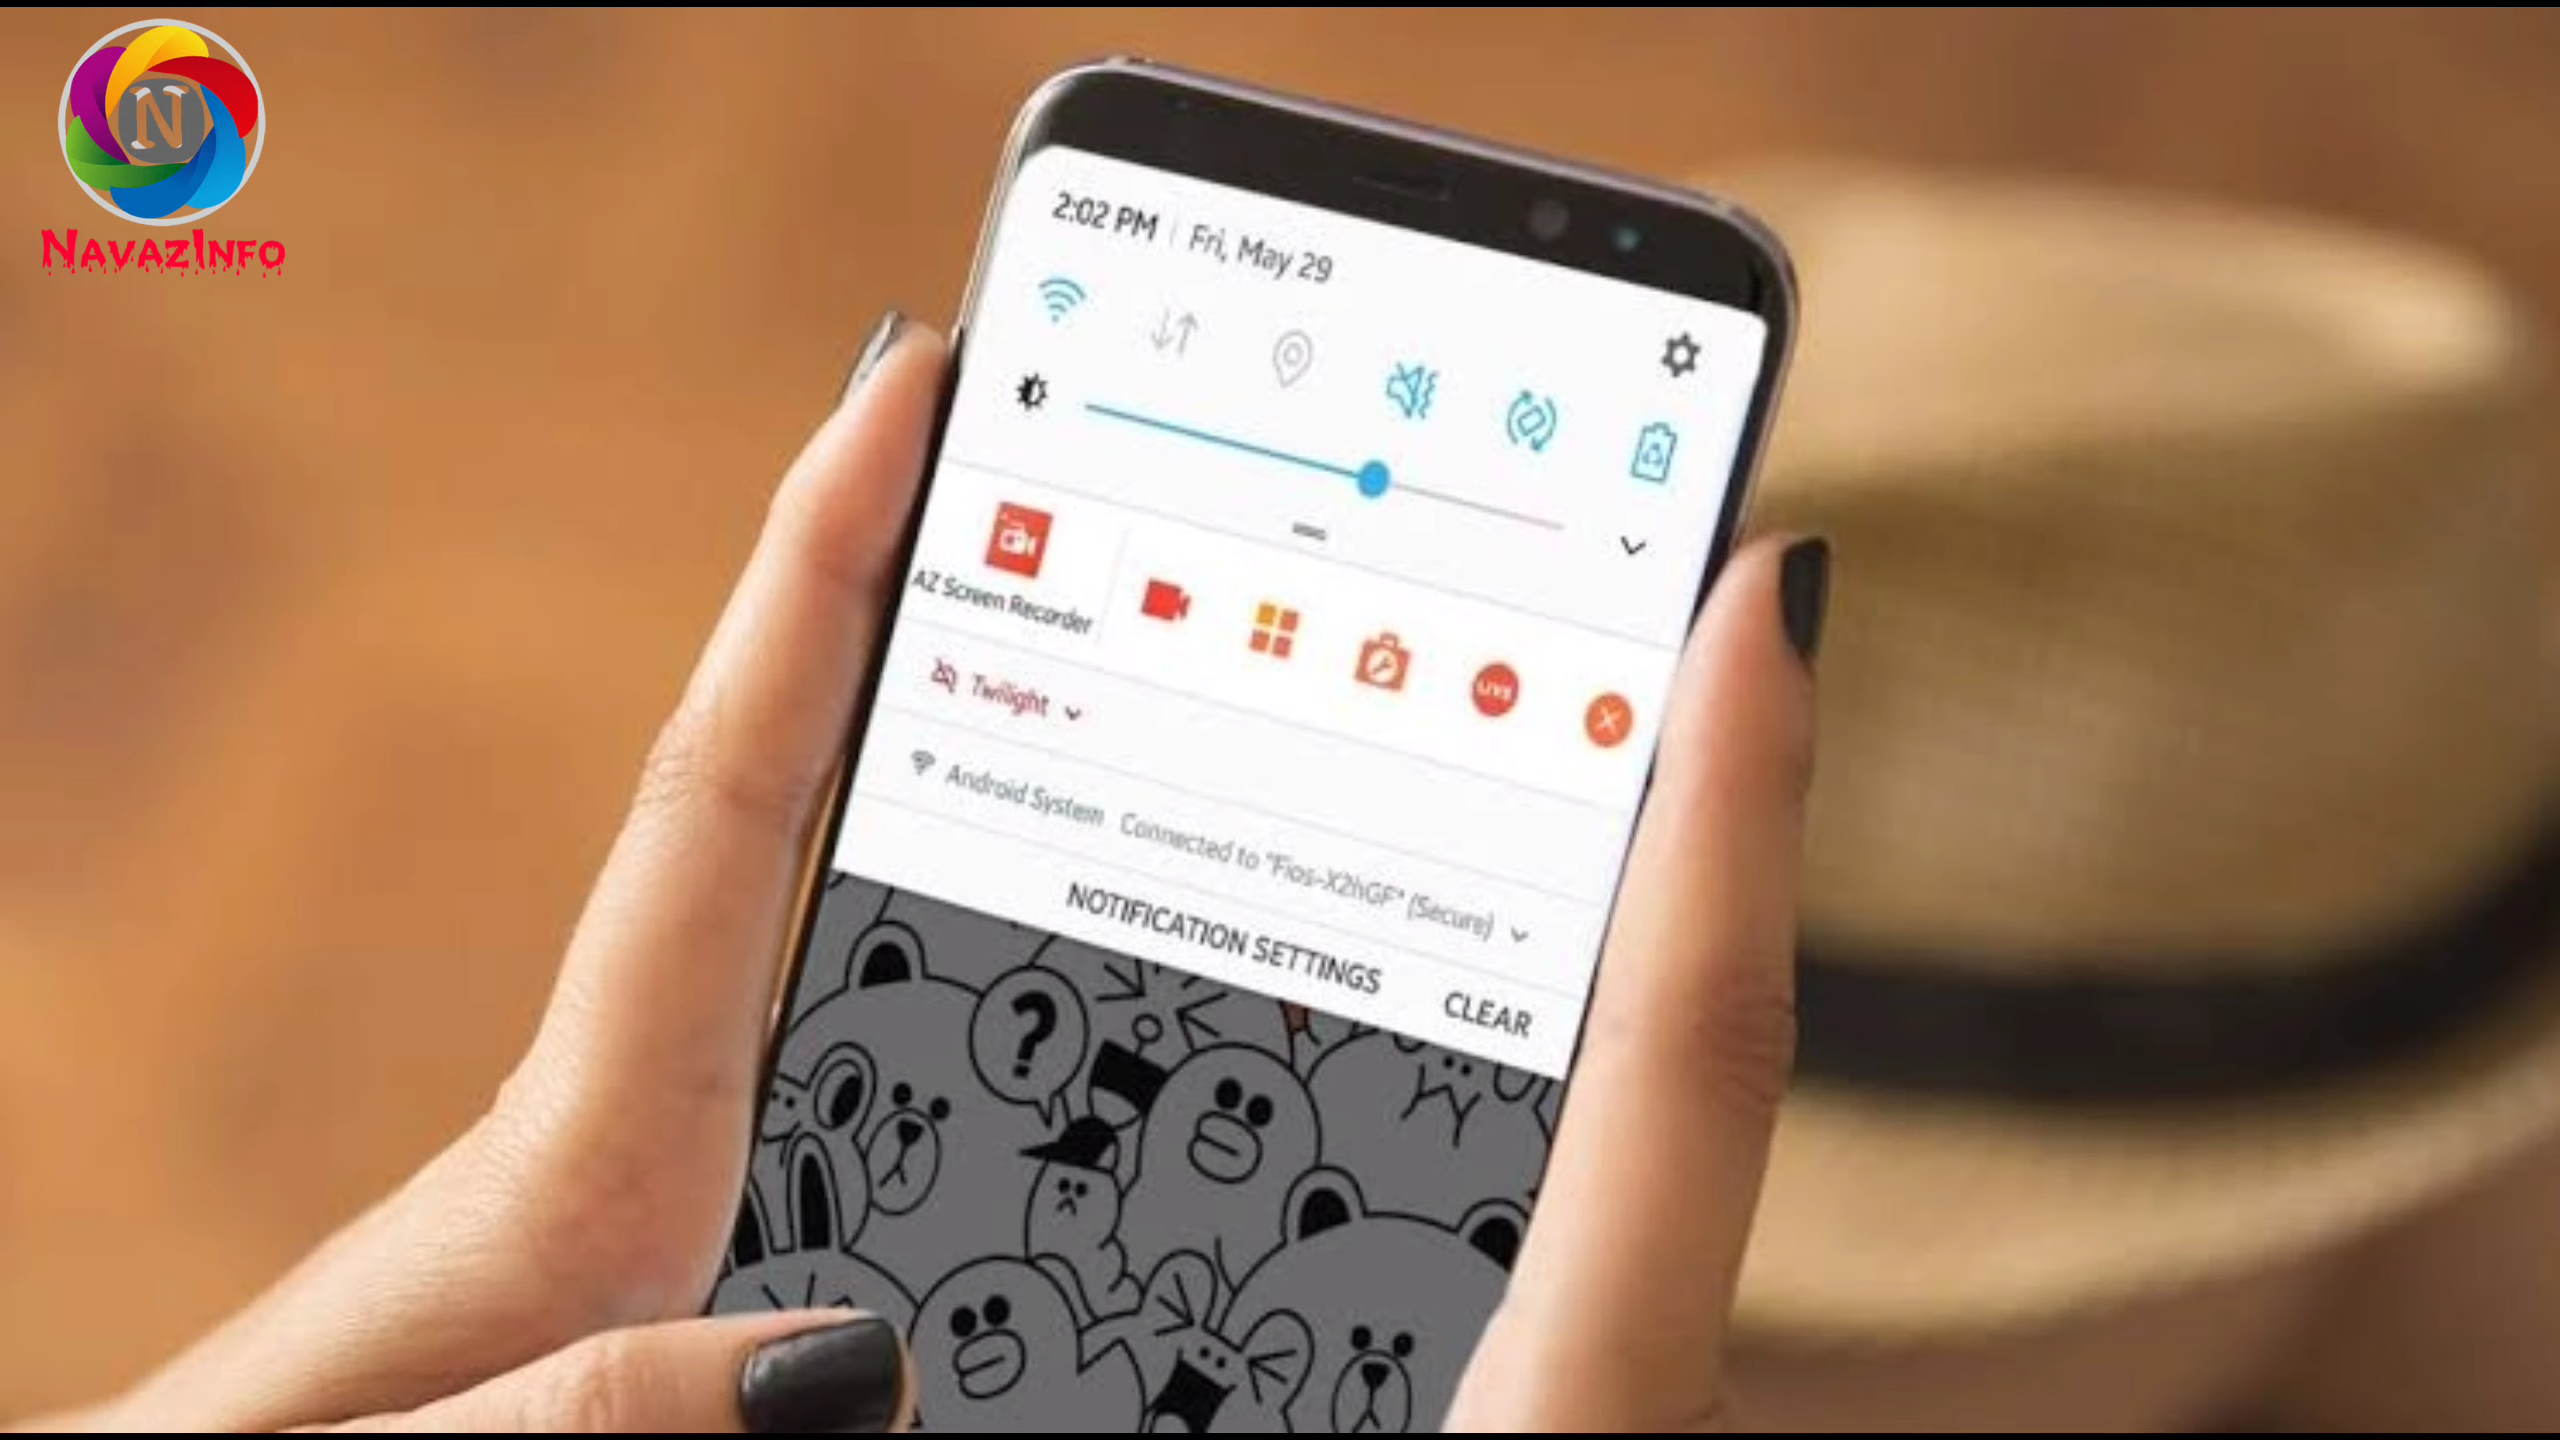 N
NavazInfo
2:02 PM | Fri, May 29
AZ Screen Recorder
LIVE
Twilight
Android System Connected to "Fios-X2hGF" (Secure)
NOTIFICATION SETTINGS CLEAR
?